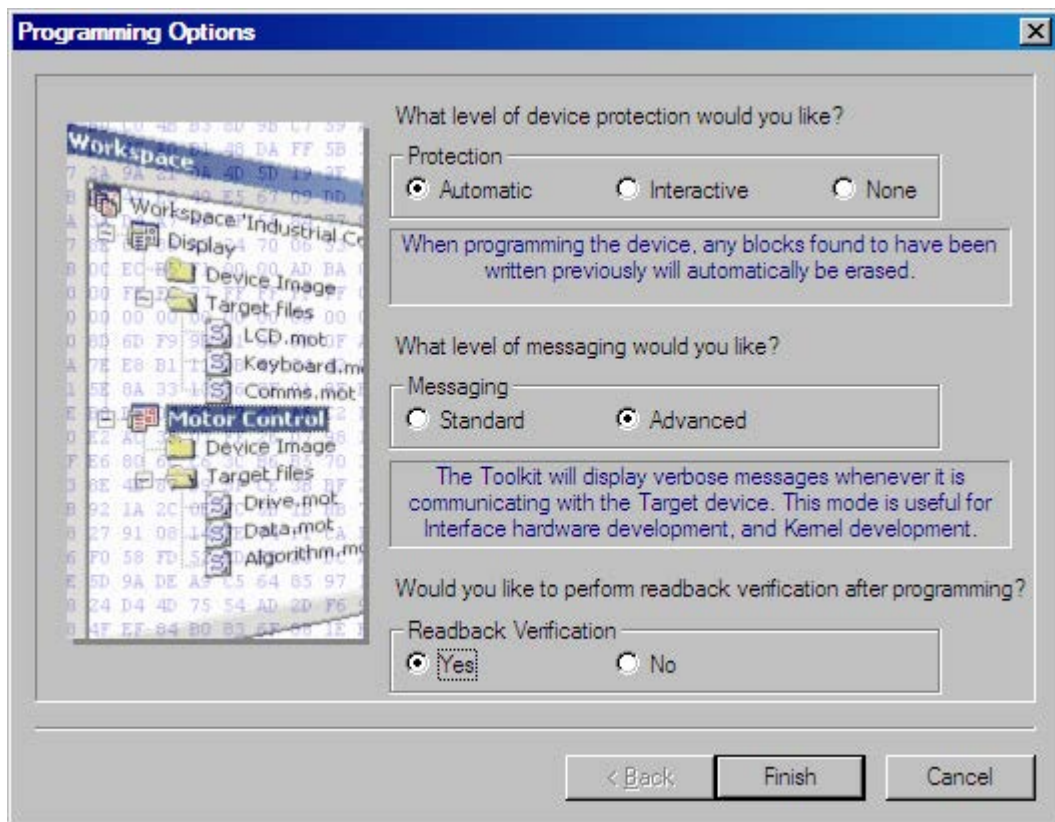 Programming Options
What level of device protection would you like?
Protection
Automatic Interactive None
When programming the device, any blocks found to have been
written previously will automatically be erased.
What level of messaging would you like?
Messaging
Standard Advanced
The Toolkit will display verbose messages whenever it is
communicating with the Target device. This mode is useful for
Interface hardware development, and Kernel development.
Would you like to perform readback verification after programming?
Readback Verification
Yes No
Workspace
Workspace 'Industrial
Display
Device Image
Target files
LCD.mot
Keyboard.m
Comms.mot
Motor Control
Device Image
Target files
Drive.mot
Data.mot
Algorithm.mo
< Back Finish Cancel